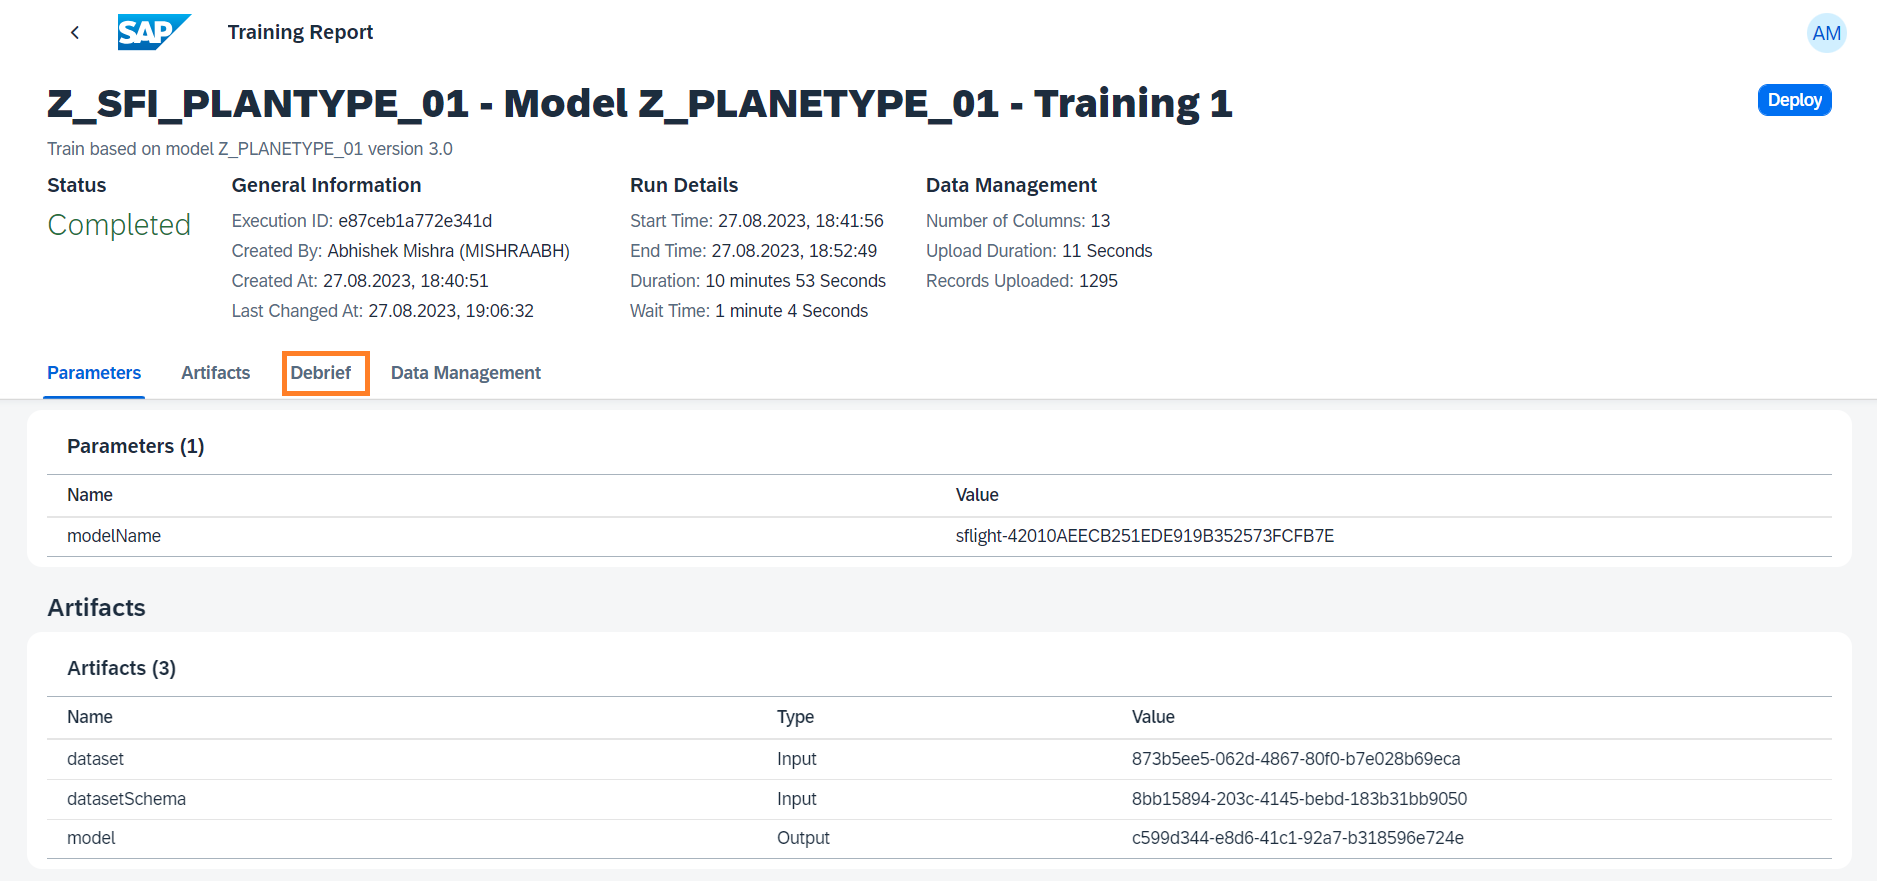 SAP Training Report AM
Z_SFI_PLANTYPE_01 - Model Z_PLANETYPE_01 - Training 1
Deploy
Train based on model Z_PLANETYPE_01 version 3.0
Status
Completed
General Information
Execution ID: e87ceb1a772e341d
Created By: Abhishek Mishra (MISHRAABH)
Created At: 27.08.2023, 18:40:51
Last Changed At: 27.08.2023, 19:06:32
Run Details
Start Time: 27.08.2023, 18:41:56
End Time: 27.08.2023, 18:52:49
Duration: 10 minutes 53 Seconds
Wait Time: 1 minute 4 Seconds
Data Management
Number of Columns: 13
Upload Duration: 11 Seconds
Records Uploaded: 1295
Parameters Artifacts Debrief Data Management
Parameters (1)
Name Value
modelName sflight-42010AEECB251EDE919B352573FCFB7E
Artifacts
Artifacts (3)
Name Type Value
dataset Input 873b5ee5-062d-4867-80f0-b7e028b69eca
datasetSchema Input 8bb15894-203c-4145-bebd-183b31bb9050
model Output c599d344-e8d6-41c1-92a7-b318596e724e